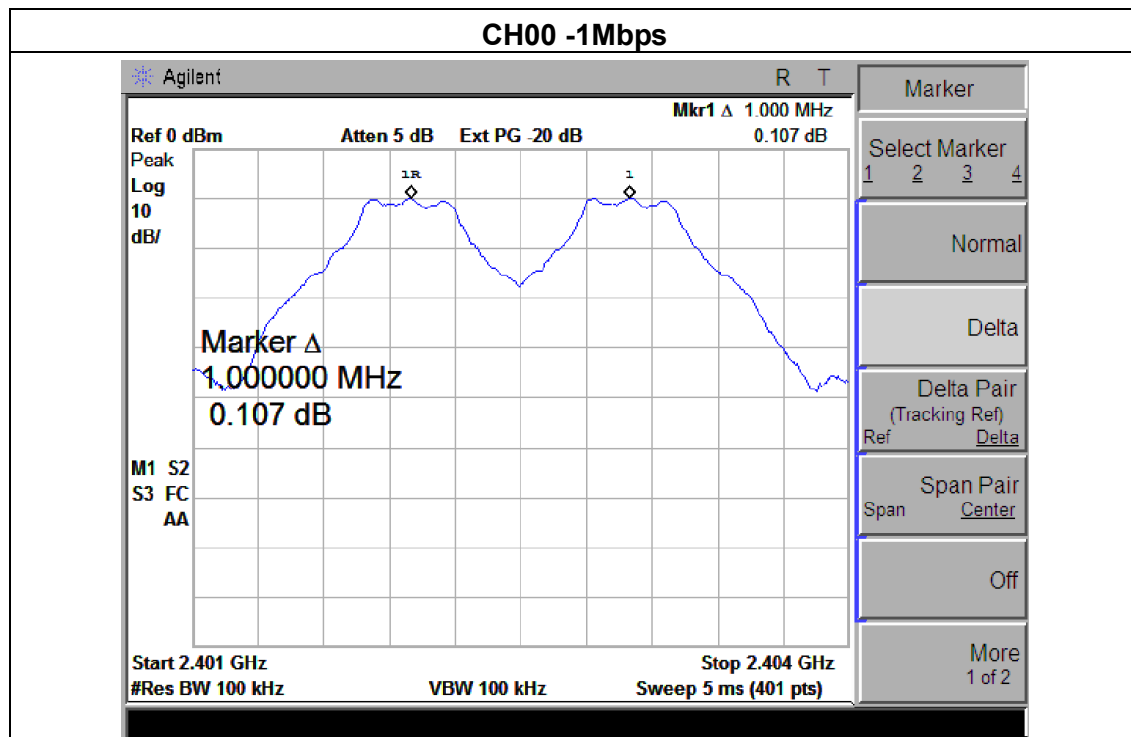 CH00 -1Mbps
Agilent R T
Mkr1 Δ 1.000 MHz
Ref 0 dBm Atten 5 dB Ext PG -20 dB 0.107 dB
Peak
Log
10
dB/
1R 1
Marker Δ
1.000000 MHz
0.107 dB
M1 S2
S3 FC
AA
Start 2.401 GHz Stop 2.404 GHz
#Res BW 100 kHz VBW 100 kHz Sweep 5 ms (401 pts)
Marker
Select Marker
1 2 3 4
Normal
Delta
Delta Pair
(Tracking Ref)
Ref Delta
Span Pair
Span Center
Off
More
1 of 2